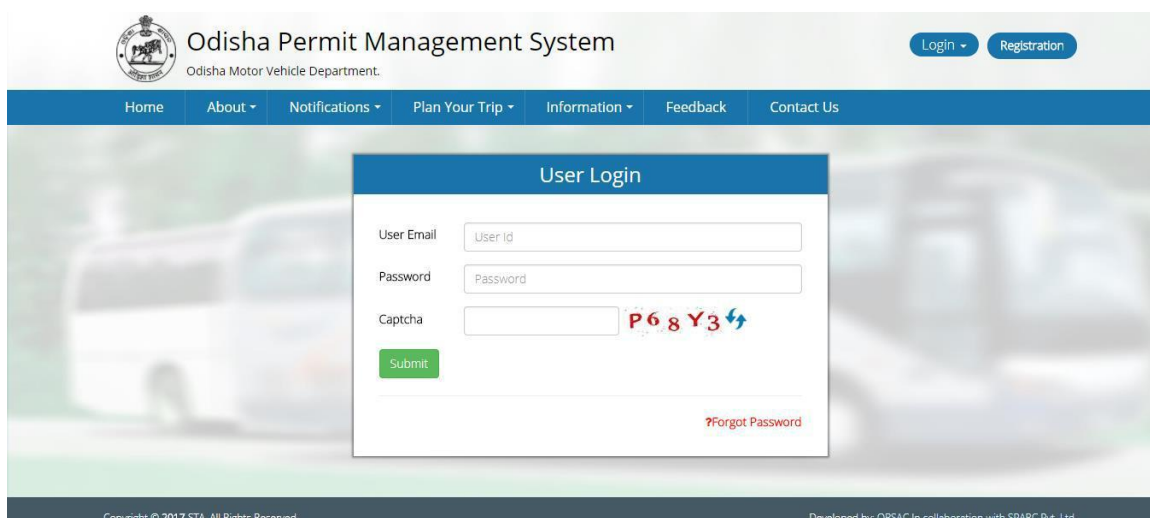 Odisha Permit Management System
Odisha Motor Vehicle Department.
Login
Registration
Home About Notifications Plan Your Trip Information Feedback Contact Us
User Login
User Email User Id
Password Password
Captcha P68Y3
Submit
?Forgot Password
Copyright © 2017 STA, All Rights Reserved. Developed by: ORSAC In collaboration with SPARC Pvt. Ltd.